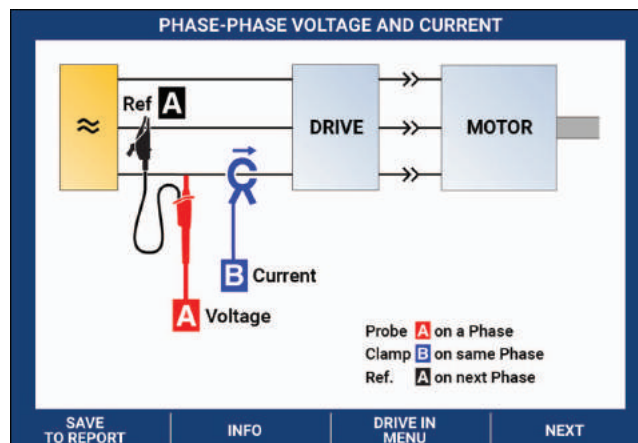 PHASE-PHASE VOLTAGE AND CURRENT
Ref A
≈
DRIVE
MOTOR
B Current
A Voltage
Probe A on a Phase
Clamp B on same Phase
Ref. A on next Phase
SAVE
TO REPORT
INFO
DRIVE IN
MENU
NEXT